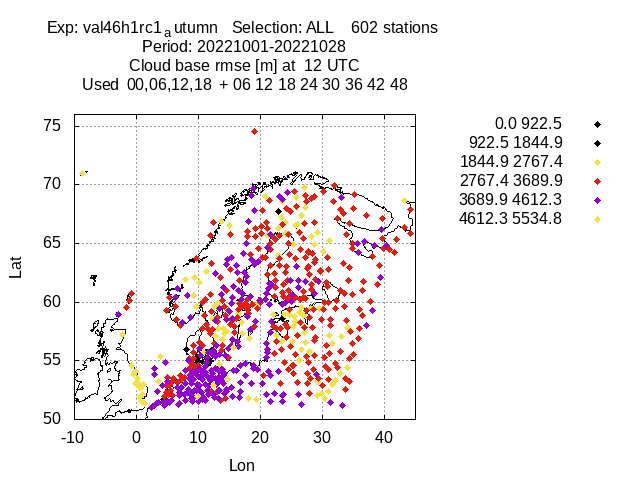 Exp: val46h1rc1 a utumn Selection: ALL 602 stations
Period: 20221001-20221028
Cloud base rmse [m] at 12 UTC
Used 00,06,12,18 + 06 12 18 24 30 36 42 48
75
70
65
60
55
50
-10 0 10 20 30 40
Lat
Lon
0.0 922.5
922.5 1844.9
1844.9 2767.4
2767.4 3689.9
3689.9 4612.3
4612.3 5534.8